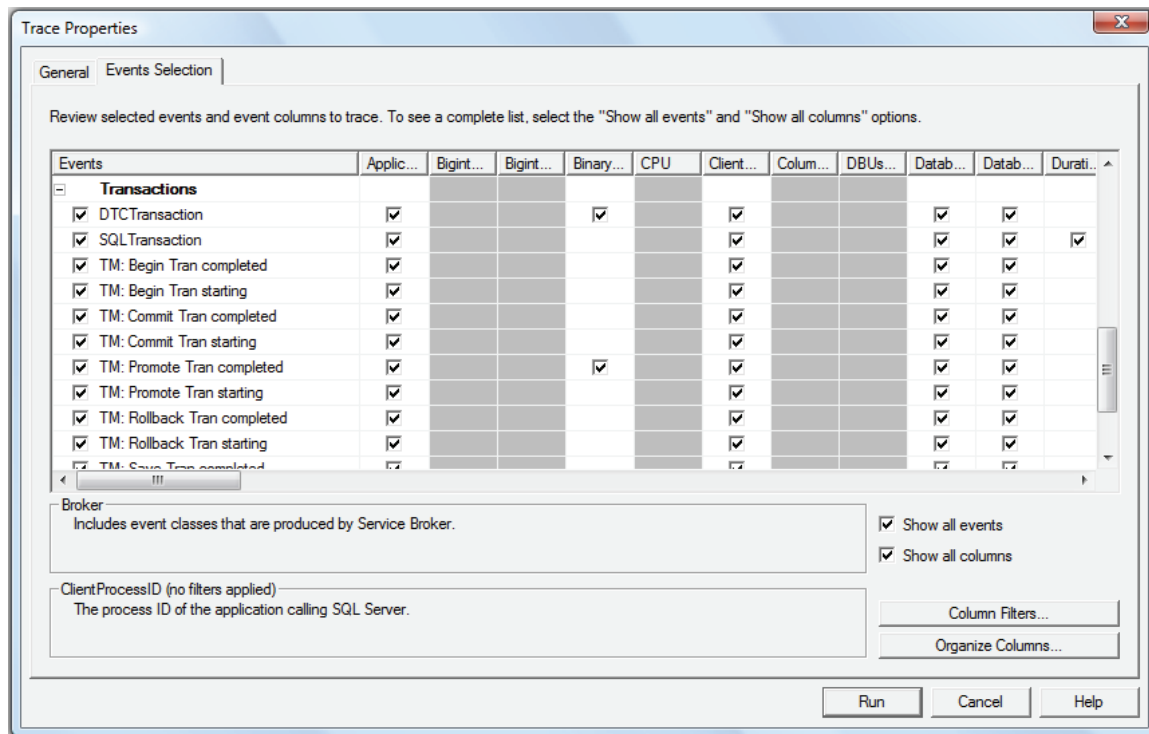 Trace Properties
General Events Selection
Review selected events and event columns to trace. To see a complete list, select the "Show all events" and "Show all columns" options.
Events Applic... Bigint... Bigint... Binary... CPU Client... Colum... DBUs... Datab... Datab... Durati..
Transactions
DTCTransaction
SQLTransaction
TM: Begin Tran completed
TM: Begin Tran starting
TM: Commit Tran completed
TM: Commit Tran starting
TM: Promote Tran completed
TM: Promote Tran starting
TM: Rollback Tran completed
TM: Rollback Tran starting
TM: Save Tran completed
Broker
Includes event classes that are produced by Service Broker.
Show all events
Show all columns
ClientProcessID (no filters applied)
The process ID of the application calling SQL Server.
Column Filters...
Organize Columns...
Run Cancel Help